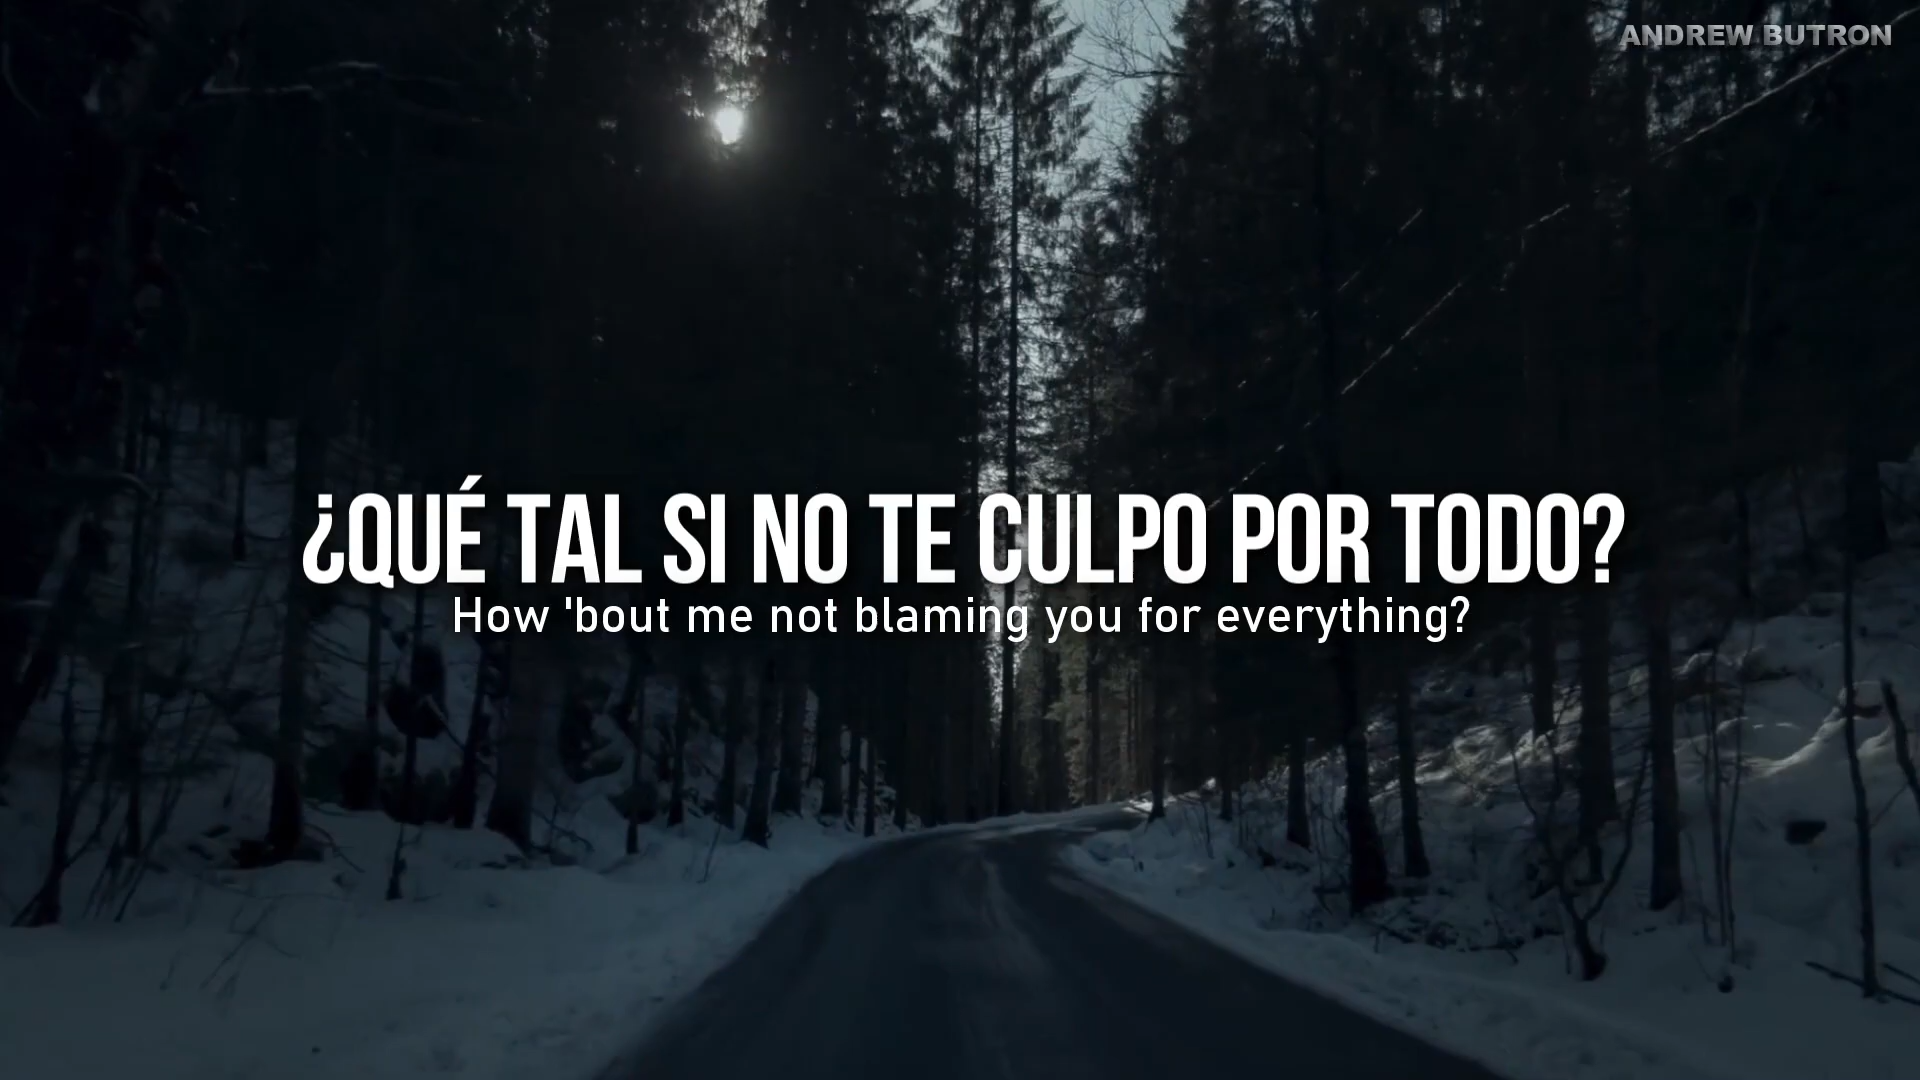 ANDREW BUTRON
¿QUÉ TAL SI NO TE CULPO POR TODO?
How 'bout me not blaming you for everything?